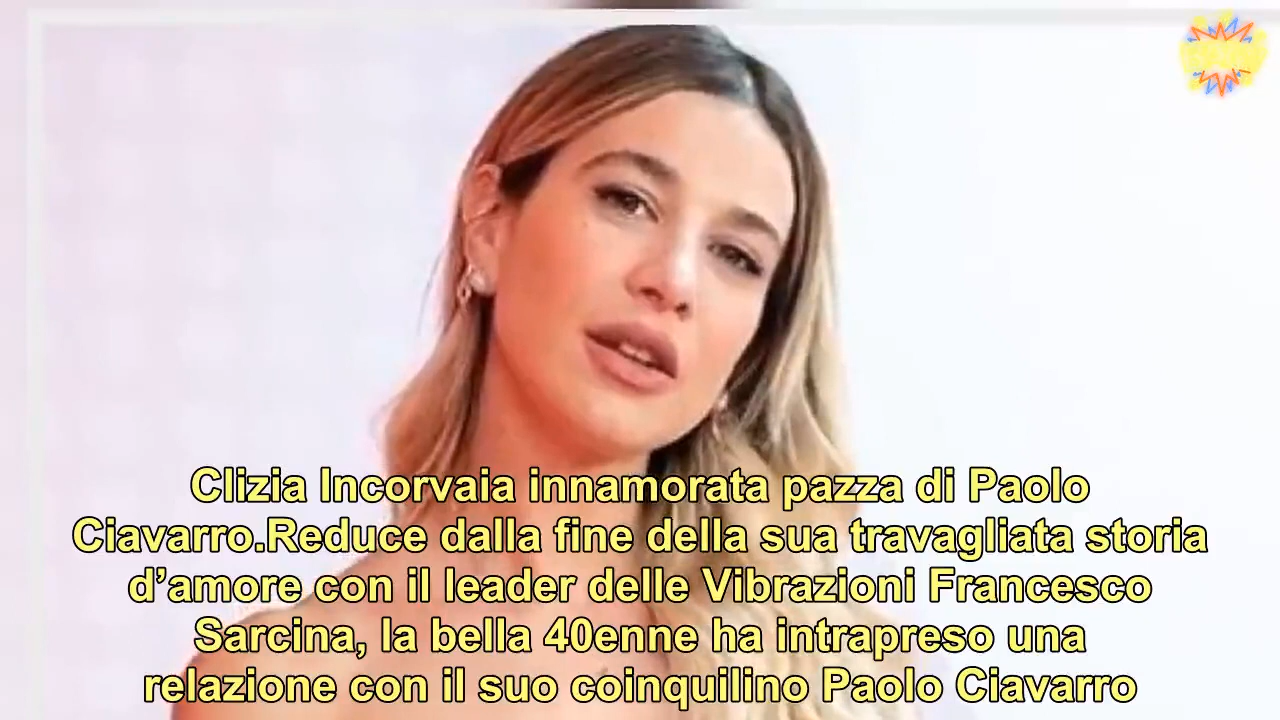 Clizia Incorvaia innamorata pazza di Paolo
Ciavarro.Reduce dalla fine della sua travagliata storia
d’amore con il leader delle Vibrazioni Francesco
Sarcina, la bella 40enne ha intrapreso una
relazione con il suo coinquilino Paolo Ciavarro